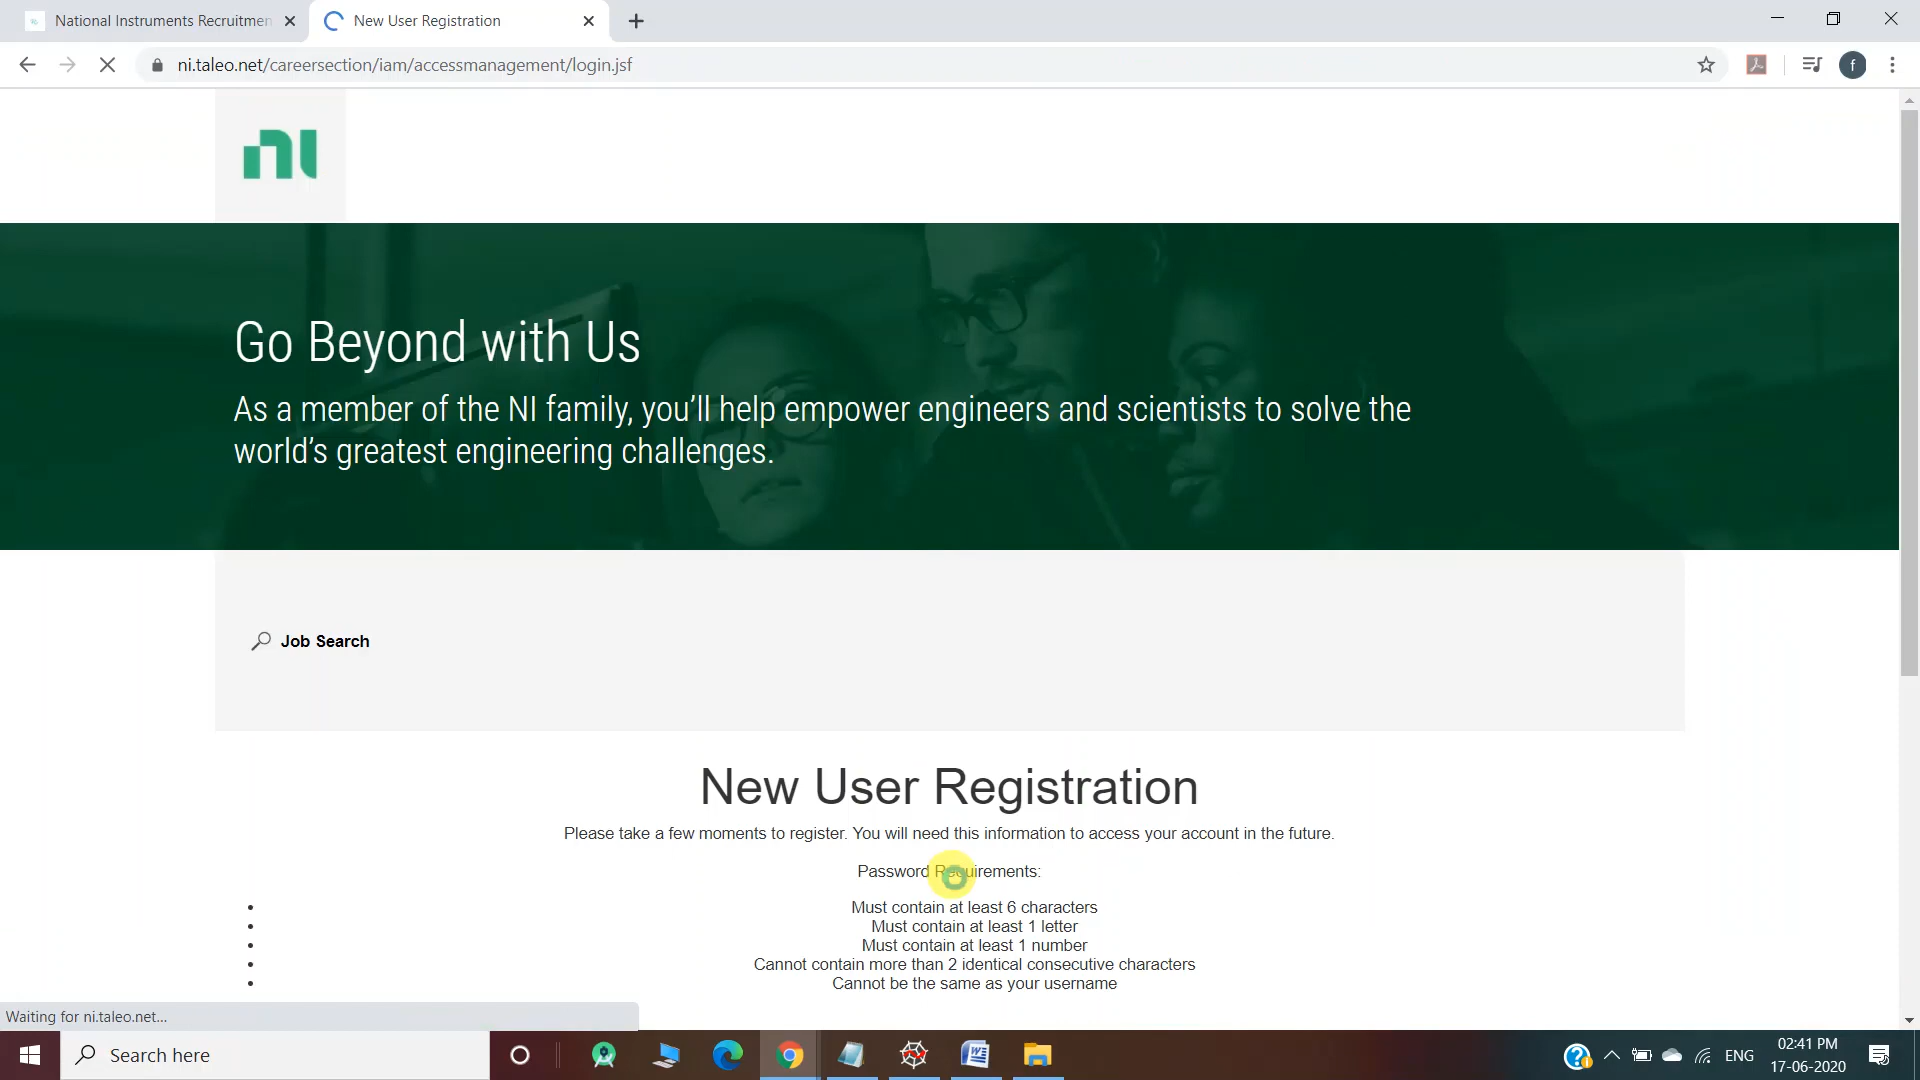 National Instruments Recruitmen
New User Registration
ni.taleo.net/careersection/iam/accessmanagement/login.jsf
f
ni
Go Beyond with Us
As a member of the NI family, you'll help empower engineers and scientists to solve the
world's greatest engineering challenges.
Job Search
New User Registration
Please take a few moments to register. You will need this information to access your account in the future.
Password Requirements:
Must contain at least 6 characters
Must contain at least 1 letter
Must contain at least 1 number
Cannot contain more than 2 identical consecutive characters
Cannot be the same as your username
Waiting for ni.taleo.net...
Search here
ENG
02:41 PM
17-06-2020